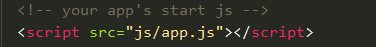 <!-- your app's start js -->
<script src="js/app.js"></script>